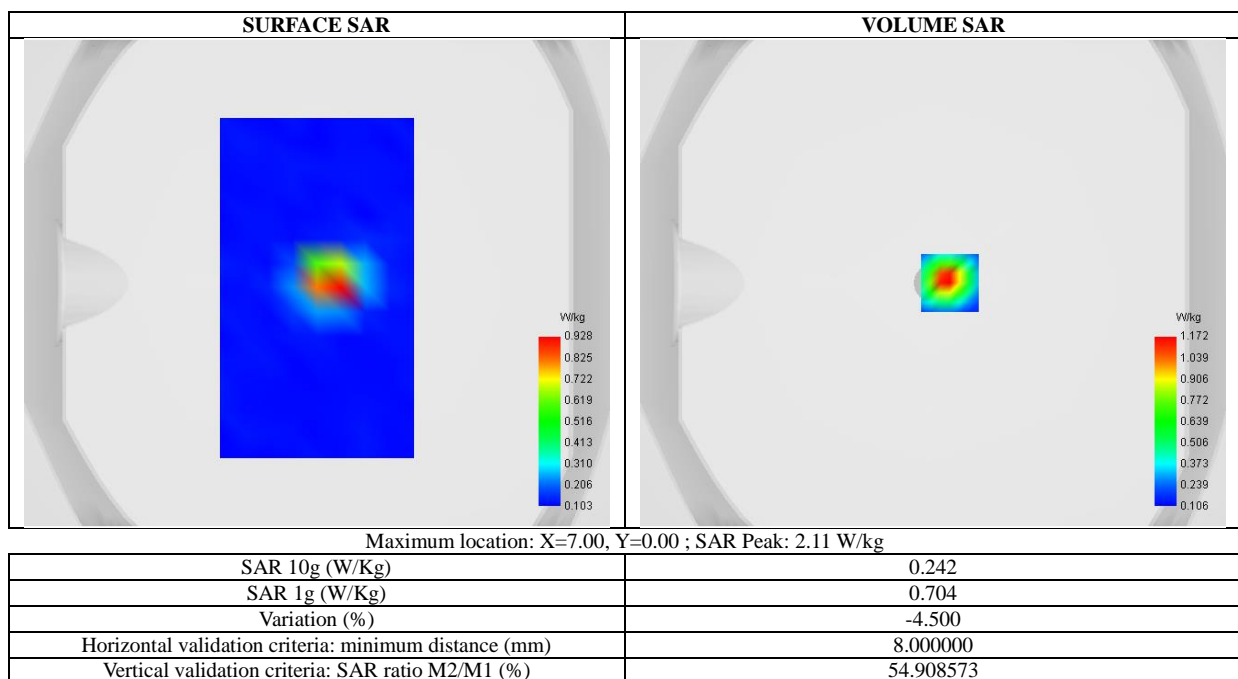 SURFACE SAR
VOLUME SAR
W/kg
0.928
0.825
0.722
0.619
0.516
0.413
0.310
0.206
0.103
W/kg
1.172
1.039
0.906
0.772
0.639
0.506
0.373
0.239
0.106
Maximum location: X=7.00, Y=0.00 ; SAR Peak: 2.11 W/kg
SAR 10g (W/Kg) 0.242
SAR 1g (W/Kg) 0.704
Variation (%) -4.500
Horizontal validation criteria: minimum distance (mm) 8.000000
Vertical validation criteria: SAR ratio M2/M1 (%) 54.908573